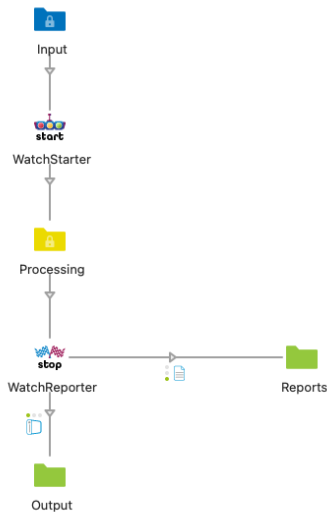 Input
start
WatchStarter
Processing
stop
WatchReporter
Reports
Output